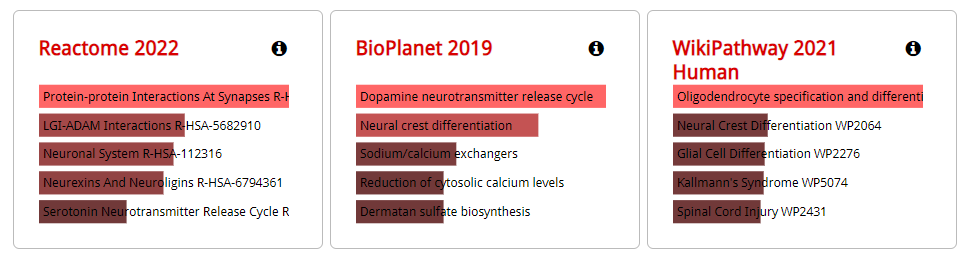 Reactome 2022
Protein-protein Interactions At Synapses R-H
LGI-ADAM Interactions R-HSA-5682910
Neuronal System R-HSA-112316
Neurexins And Neuroligins R-HSA-6794361
Serotonin Neurotransmitter Release Cycle R
BioPlanet 2019
Dopamine neurotransmitter release cycle
Neural crest differentiation
Sodium/calcium exchangers
Reduction of cytosolic calcium levels
Dermatan sulfate biosynthesis
WikiPathway 2021
Human
Oligodendrocyte specification and differenti
Neural Crest Differentiation WP2064
Glial Cell Differentiation WP2276
Kallmann's Syndrome WP5074
Spinal Cord Injury WP2431